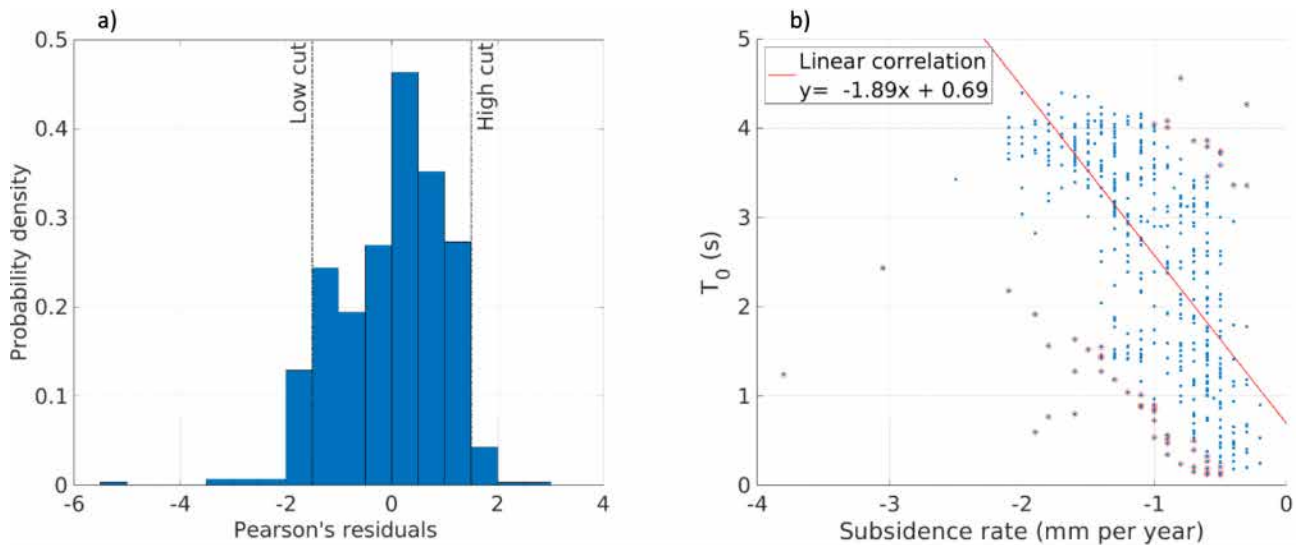 a)
0.5
0.4
0.3
0.2
0.1
0
Probability density
Low cut
High cut
-6
-4
-2
0
2
4
Pearson's residuals
b)
Linear correlation
y= -1.89x + 0.69
5
4
3
2
1
0
T0 (s)
-4
-3
-2
-1
0
Subsidence rate (mm per year)